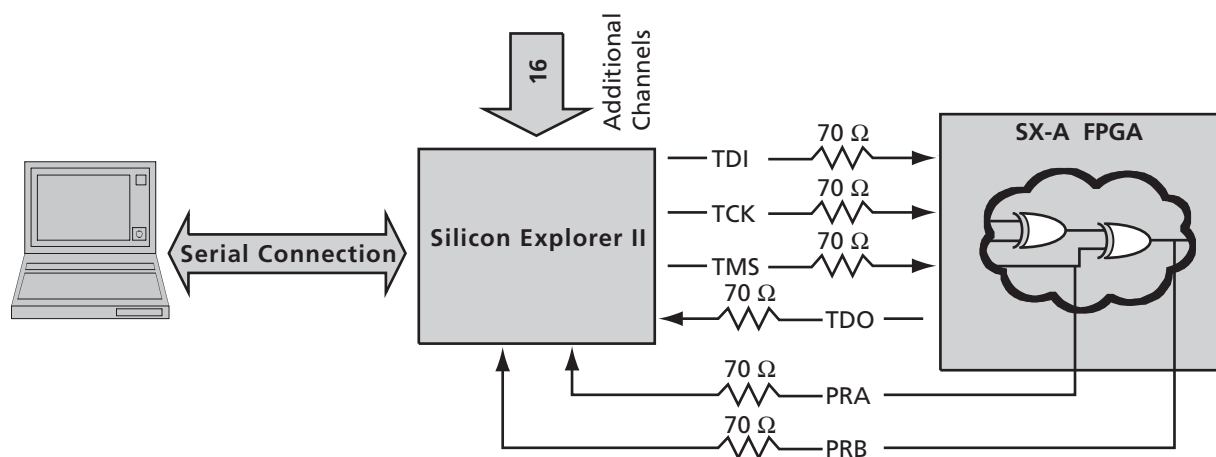 16
Additional
Channels
70 Ω
SX-A FPGA
TDI
70 Ω
TCK
Silicon Explorer II
Serial Connection
70 Ω
TMS
70 Ω
TDO
70 Ω
PRA
70 Ω
PRB